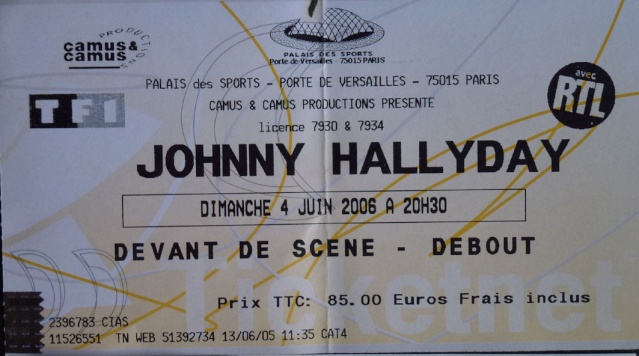 camus&
camus
PRODUCTIONS
PALAIS DES SPORTS
Porte de Versailles - 75015 PARIS
PALAIS des SPORTS - PORTE DE VERSAILLES - 75015 PARIS
avec
RTL
TF1
CAMUS & CAMUS PRODUCTIONS PRESENTE
licence 7930 & 7934
JOHNNY HALLYDAY
DIMANCHE 4 JUIN 2006 A 20H30
DEVANT DE SCENE - DEBOUT
Ticketnet
Prix TTC: 85.00 Euros Frais inclus
2396783 CIAS
11526551 TN WEB 51392734 13/06/05 11:35 CAT4